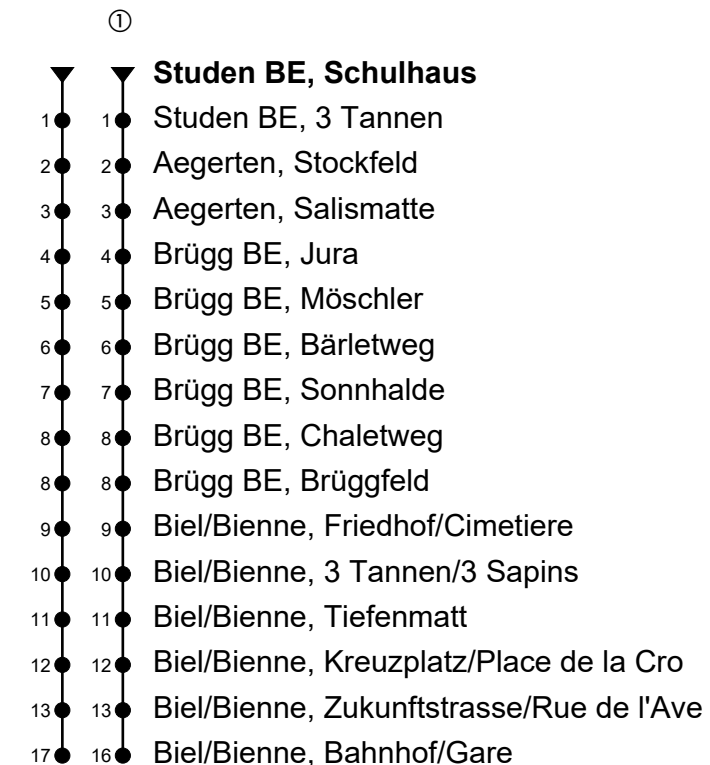 ①
Studen BE, Schulhaus
1 1 Studen BE, 3 Tannen
2 2 Aegerten, Stockfeld
3 3 Aegerten, Salismatte
4 4 Brügg BE, Jura
5 5 Brügg BE, Möschler
6 6 Brügg BE, Bärletweg
7 7 Brügg BE, Sonnhalde
8 8 Brügg BE, Chaletweg
8 8 Brügg BE, Brüggfeld
9 9 Biel/Bienne, Friedhof/Cimetiere
10 10 Biel/Bienne, 3 Tannen/3 Sapins
11 11 Biel/Bienne, Tiefenmatt
12 12 Biel/Bienne, Kreuzplatz/Place de la Cro
13 13 Biel/Bienne, Zukunftstrasse/Rue de l'Ave
17 16 Biel/Bienne, Bahnhof/Gare